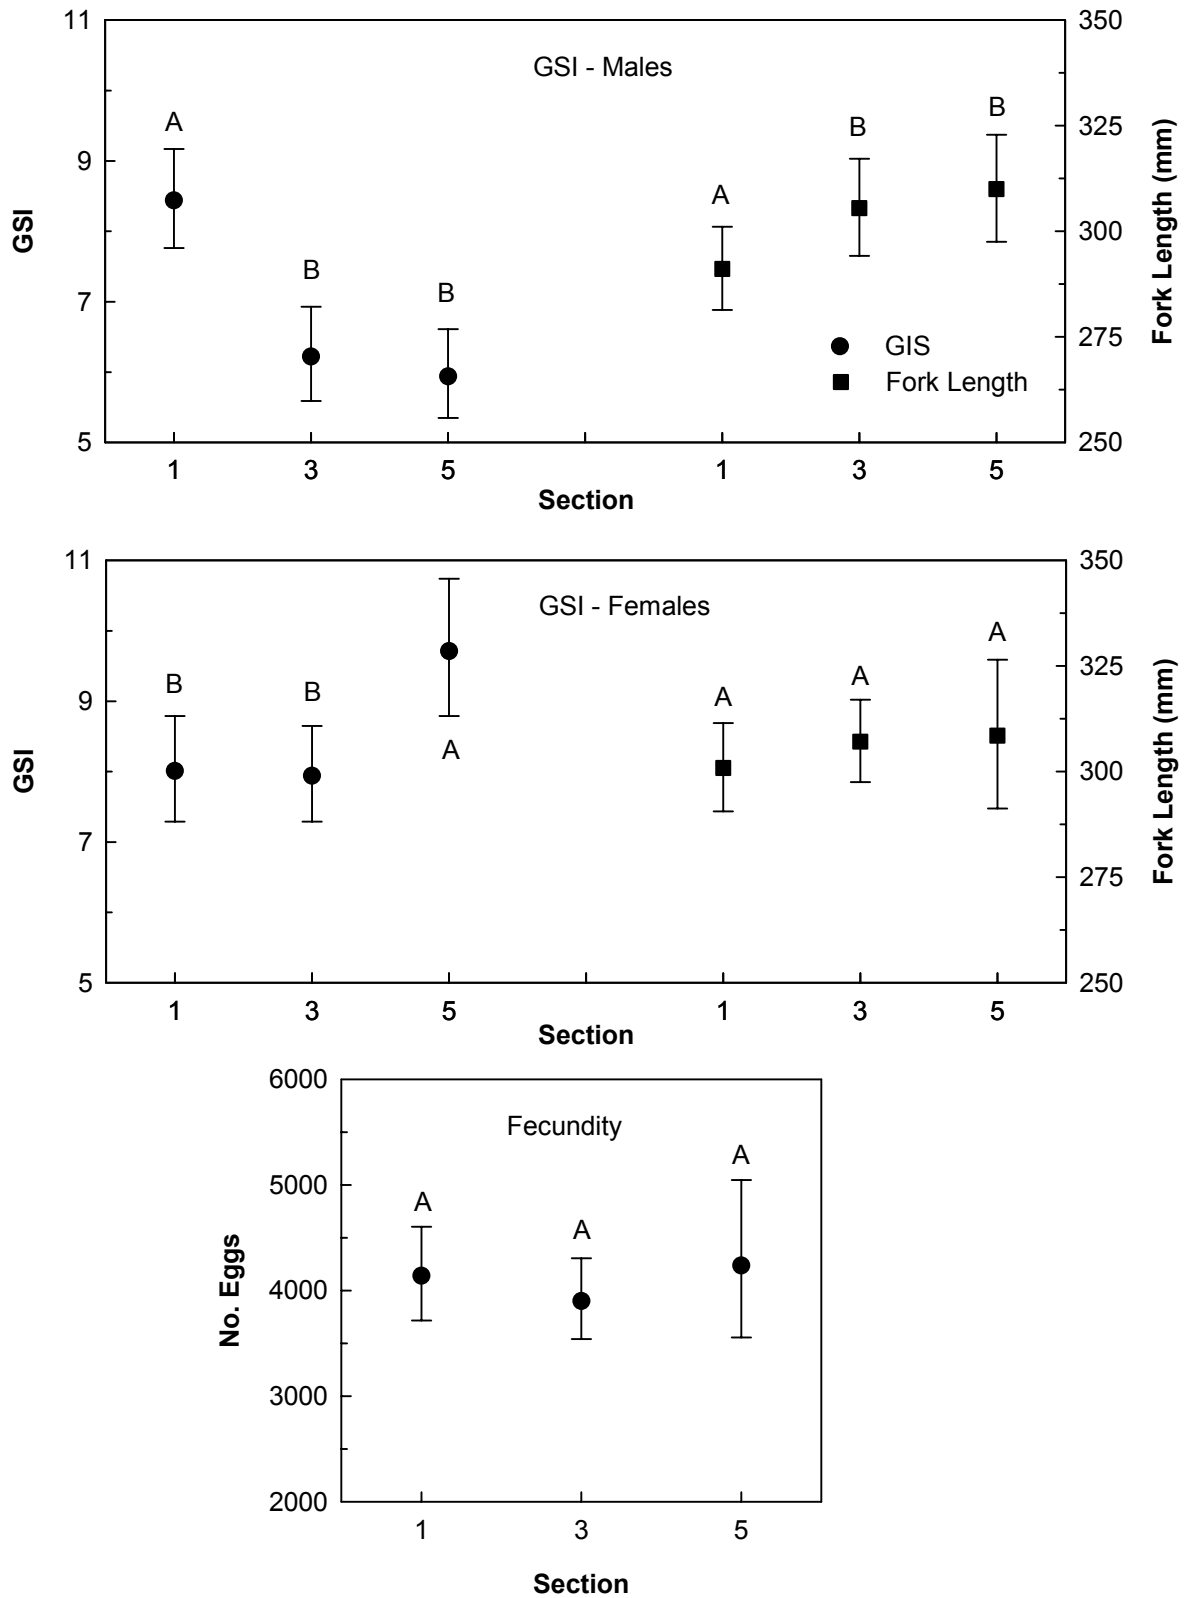 11
350
GSI - Males
A
B
325
9
B
A
GSI
300
Fork Length (mm)
B
B
7
275
GIS
Fork Length
5
250
1
3
5
1
3
5
Section
11
350
GSI - Females
A
B
B
A
A
325
9
A
GSI
300
Fork Length (mm)
7
275
5
250
1
3
5
1
3
5
Section
6000
Fecundity
A
5000
A
A
No. Eggs
4000
3000
2000
1
3
5
Section